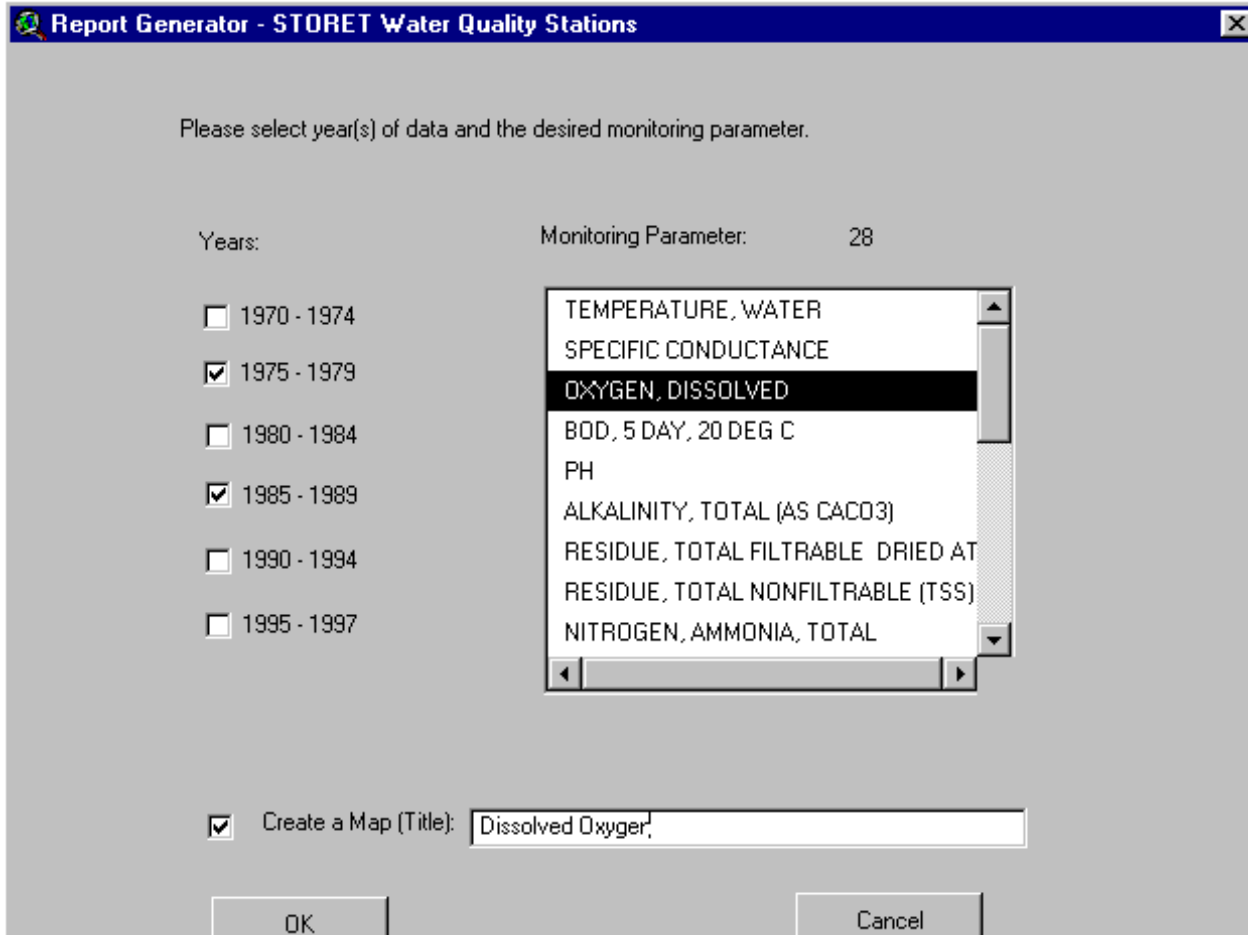 Report Generator - STORET Water Quality Stations
Please select year(s) of data and the desired monitoring parameter.
Years:
Monitoring Parameter: 28
1970 - 1974
1975 - 1979
1980 - 1984
1985 - 1989
1990 - 1994
1995 - 1997
TEMPERATURE, WATER
SPECIFIC CONDUCTANCE
OXYGEN, DISSOLVED
BOD, 5 DAY, 20 DEG C
PH
ALKALINITY, TOTAL (AS CACO3)
RESIDUE, TOTAL FILTRABLE DRIED AT
RESIDUE, TOTAL NONFILTRABLE (TSS)
NITROGEN, AMMONIA, TOTAL
Create a Map (Title): Dissolved Oxygen
OK
Cancel